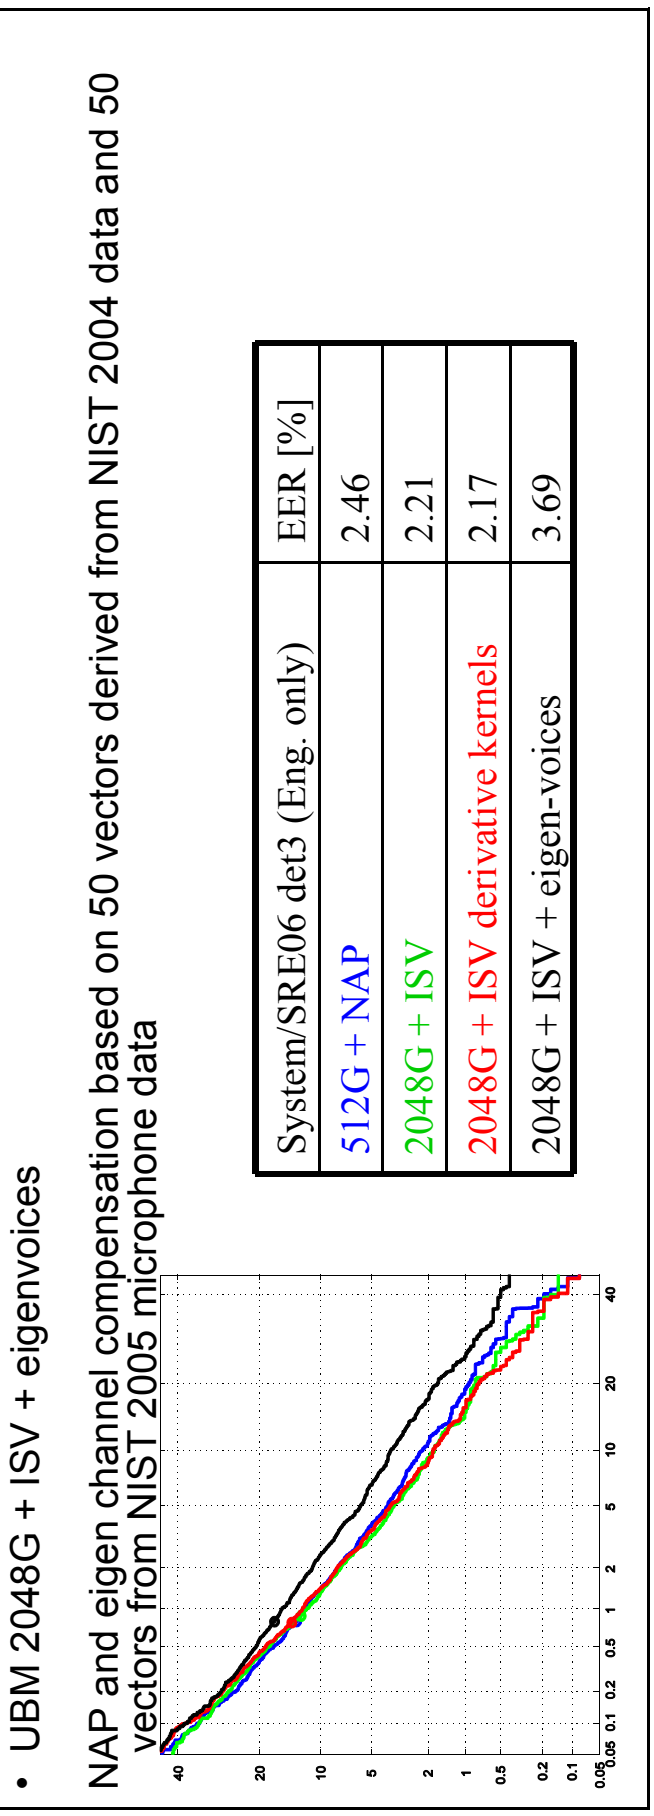 • UBM 2048G + ISV + eigenvoices
NAP and eigen channel compensation based on 50 vectors derived from NIST 2004 data and 50
vectors from NIST 2005 microphone data
40
20
10
5
2
1
0.5
0.2
0.1
0.05
0.05 0.1 0.2 0.5 1 2 5 10 20 40
System/SRE06 det3 (Eng. only) EER [%]
512G + NAP 2.46
2048G + ISV 2.21
2048G + ISV derivative kernels 2.17
2048G + ISV + eigen-voices 3.69